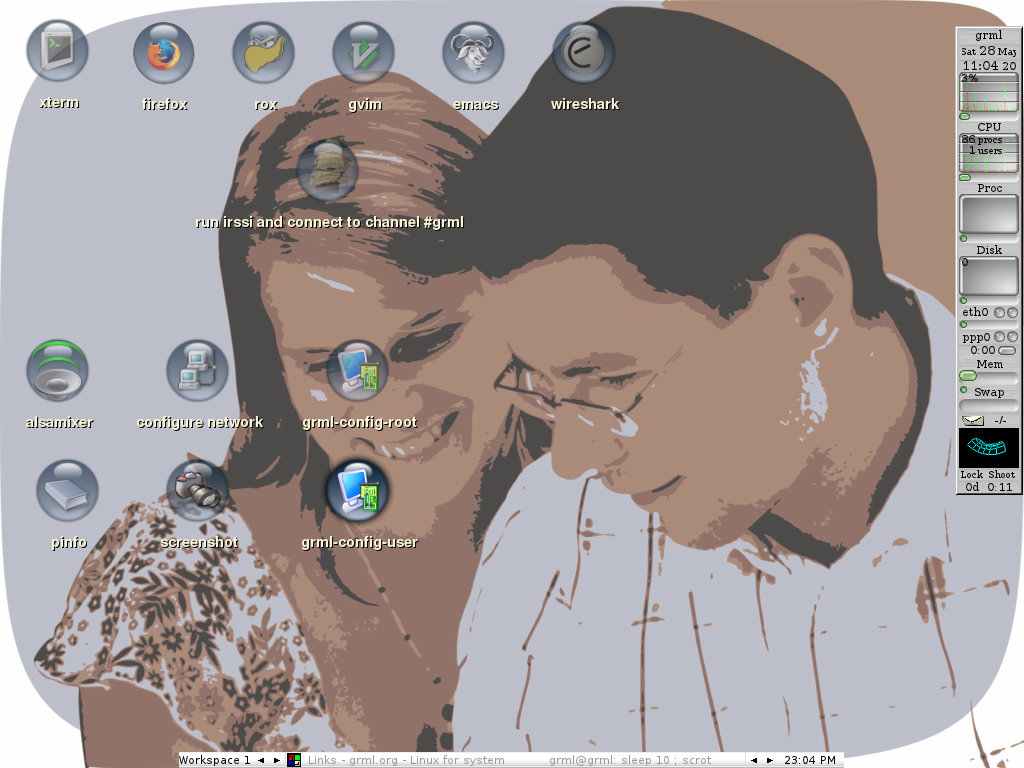 xterm
firefox
rox
gvim
emacs
wireshark
run irssi and connect to channel #grml
alsamixer
configure network
grml-config-root
pinfo
screenshot
grml-config-user
grml
Sat 28 May
11:04 20
3%
CPU
86 procs
1 users
Proc
Disk
0
eth0
ppp0
0:00
Mem
Swap
-/-
Lock Shoot
0d 0:11
Workspace 1
Links - grml.org - Linux for system
grml@grml: sleep 10 ; scrot
23:04 PM